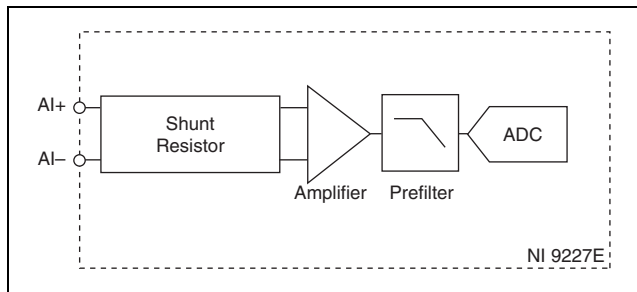 AI+
AI–
Shunt
Resistor
Amplifier
Prefilter
ADC
NI 9227E